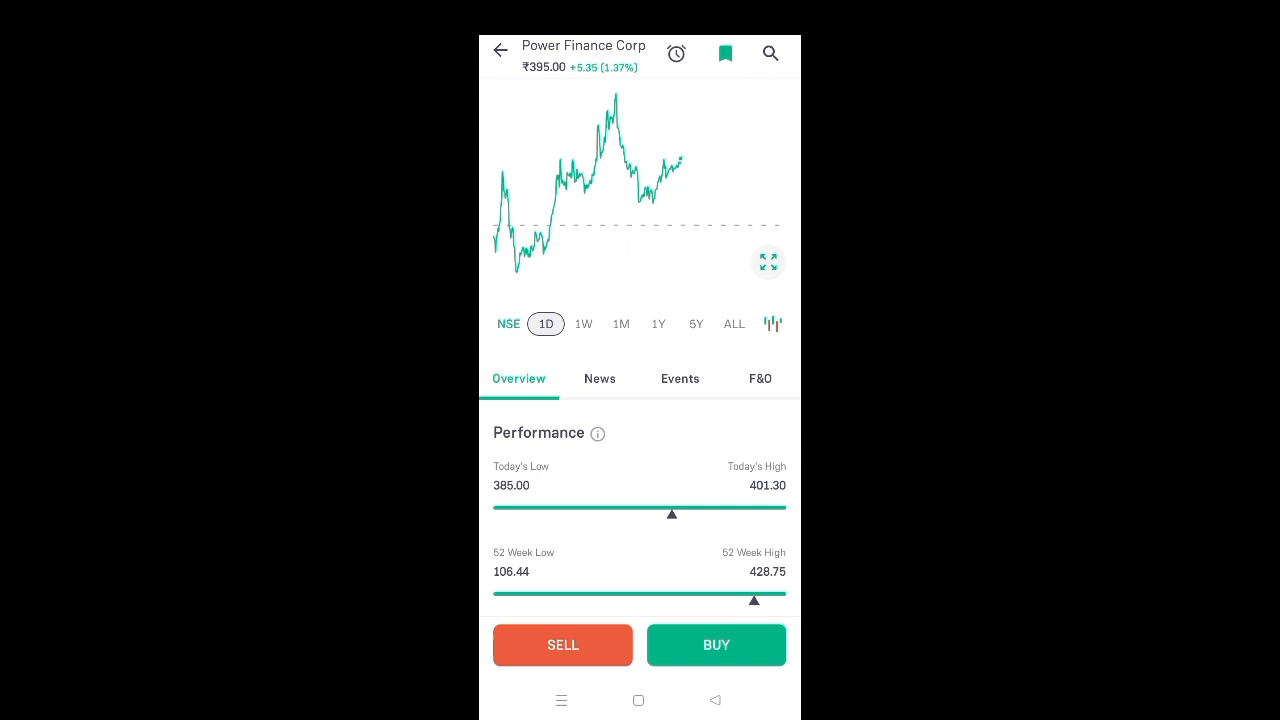 Power Finance Corp
₹395.00 +5.35 (1.37%)
NSE 1D 1W 1M 1Y 5Y ALL
Overview News Events F&O
Performance
Today's Low Today's High
385.00 401.30
52 Week Low 52 Week High
106.44 428.75
SELL BUY